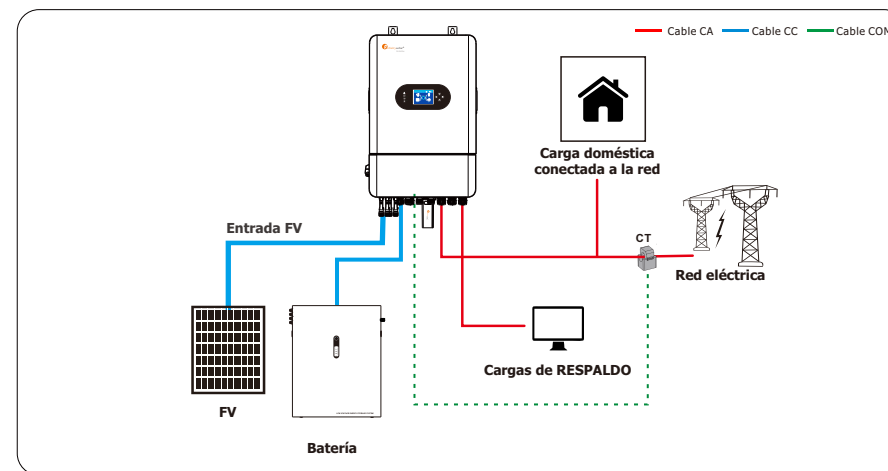 Cable CA
Cable CC
Cable CON
Carga doméstica
conectada a la red
Entrada FV
CT
Red eléctrica
Cargas de RESPALDO
FV
Batería